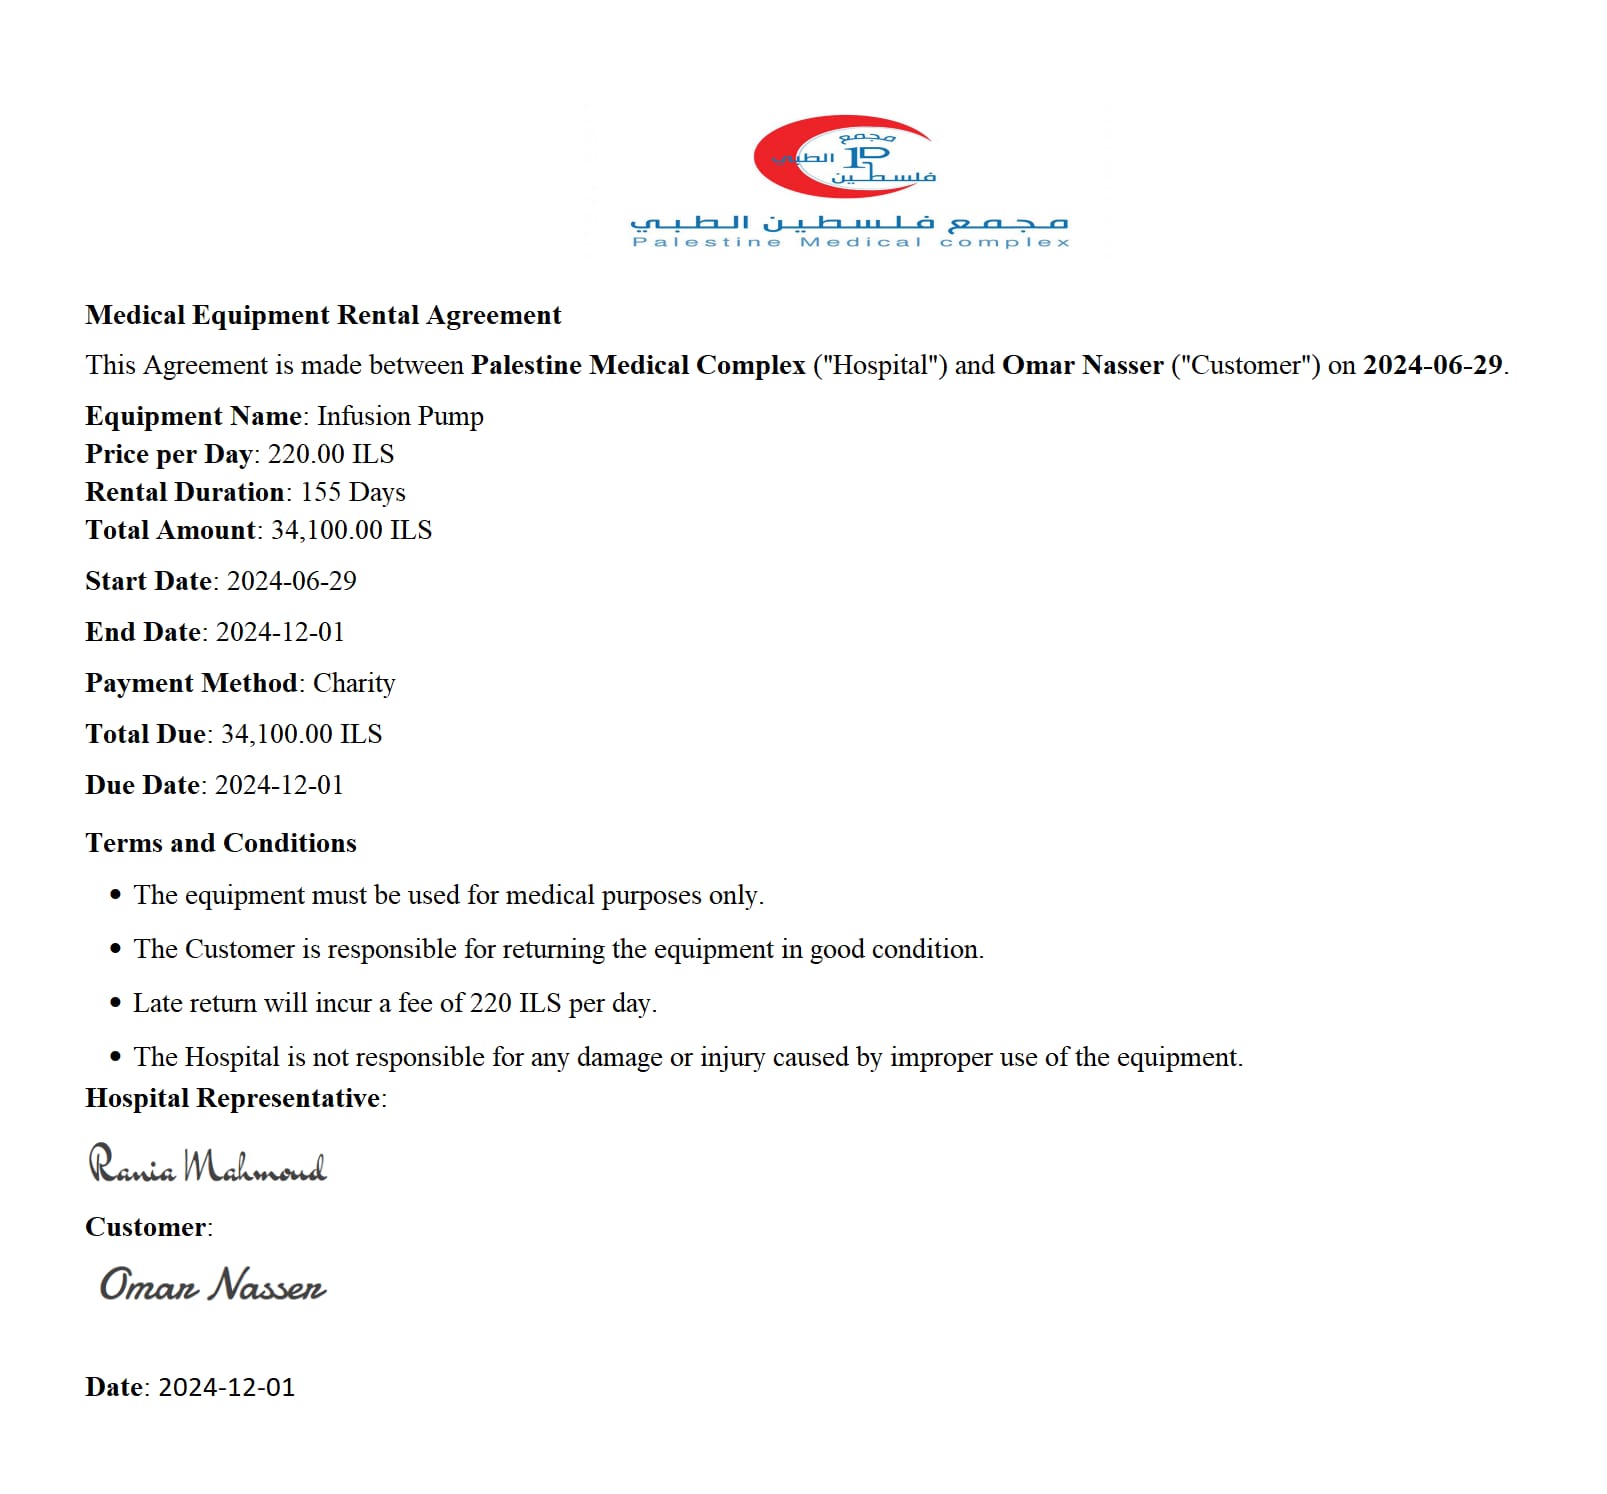 مجمع
الطبي
فلسطين
مجمع فلسطين الطبي
Palestine Medical complex
Medical Equipment Rental Agreement
This Agreement is made between Palestine Medical Complex ("Hospital") and Omar Nasser ("Customer") on 2024-06-29.
Equipment Name: Infusion Pump
Price per Day: 220.00 ILS
Rental Duration: 155 Days
Total Amount: 34,100.00 ILS
Start Date: 2024-06-29
End Date: 2024-12-01
Payment Method: Charity
Total Due: 34,100.00 ILS
Due Date: 2024-12-01
Terms and Conditions
• The equipment must be used for medical purposes only.
• The Customer is responsible for returning the equipment in good condition.
• Late return will incur a fee of 220 ILS per day.
• The Hospital is not responsible for any damage or injury caused by improper use of the equipment.
Hospital Representative:
Rania Mahmoud
Customer:
Omar Nasser
Date: 2024-12-01